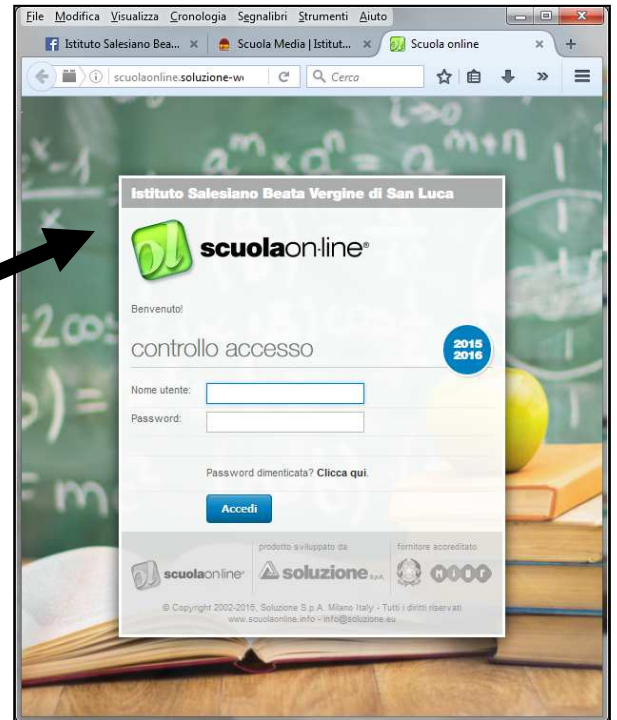 File Modifica Visualizza Cronologia Segnalibri Strumenti Aiuto
Istituto Salesiano Bea... × Scuola Media | Istitut... × Scuola online × +
scuolaonline.soluzione-w Cerca
Istituto Salesiano Beata Vergine di San Luca
ol scuolaon·line®
Benvenuto!
controllo accesso
2015
2016
Nome utente:
Password:
Password dimenticata? Clicca qui.
Accedi
prodotto sviluppato da fornitore accreditato
scuolaonline® soluzione S.p.A. MIUR
© Copyright 2002-2016, Soluzione S.p.A. Milano Italy - Tutti i diritti riservati
www.scuolaonline.info - info@soluzione.eu